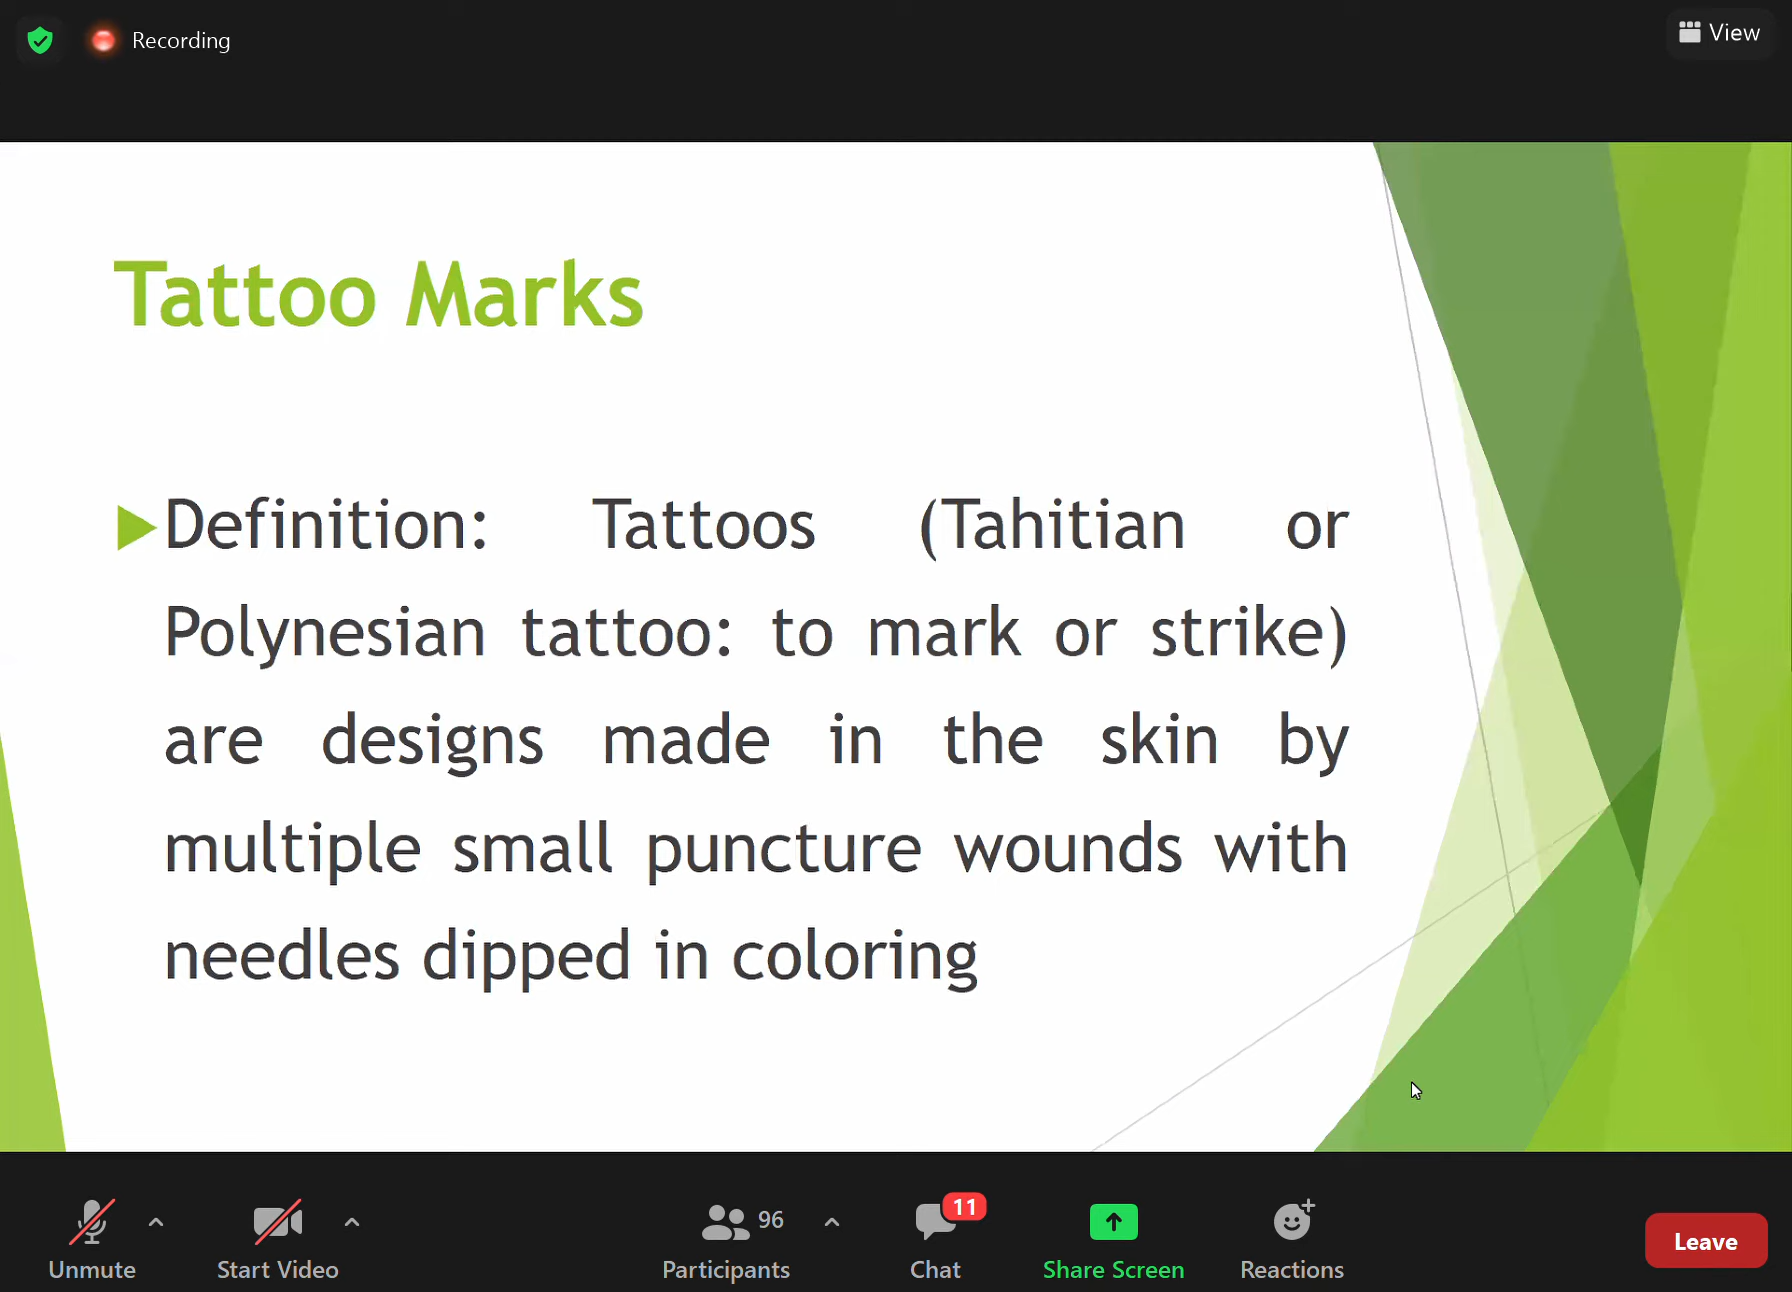 Recording
View
Tattoo Marks
Definition: Tattoos (Tahitian or
Polynesian tattoo: to mark or strike)
are designs made in the skin by
multiple small puncture wounds with
needles dipped in coloring
96
11
Unmute
Start Video
Participants
Chat
Share Screen
Reactions
Leave